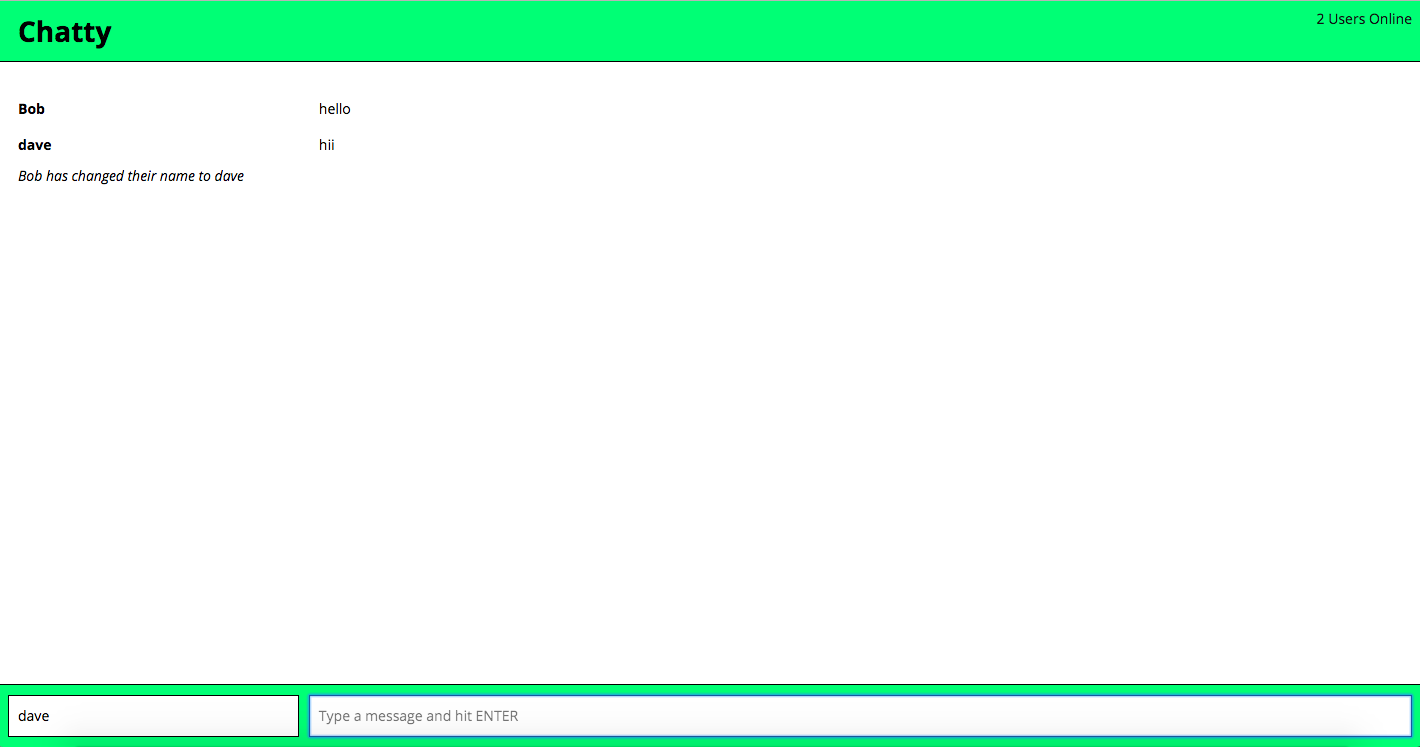 Chatty
2 Users Online
Bob hello
dave hii
Bob has changed their name to dave
dave Type a message and hit ENTER